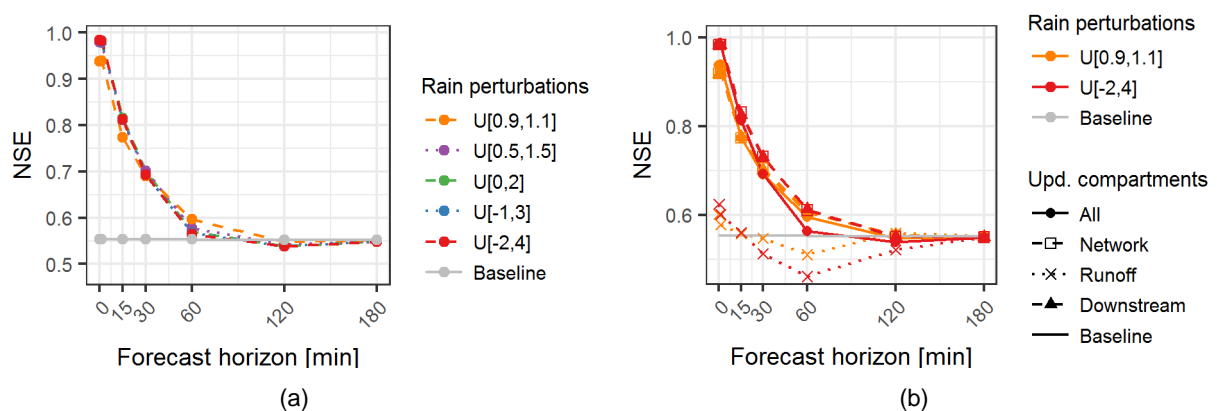 NSE
1.0
0.9
0.8
0.7
0.6
0.5
0
15
30
60
120
180
Forecast horizon [min]
(a)
Rain perturbations
U[0.9,1.1]
U[0.5,1.5]
U[0,2]
U[-1,3]
U[-2,4]
Baseline
NSE
1.0
0.8
0.6
0
15
30
60
120
180
Forecast horizon [min]
(b)
Rain perturbations
U[0.9,1.1]
U[-2,4]
Baseline
Upd. compartments
All
Network
Runoff
Downstream
Baseline